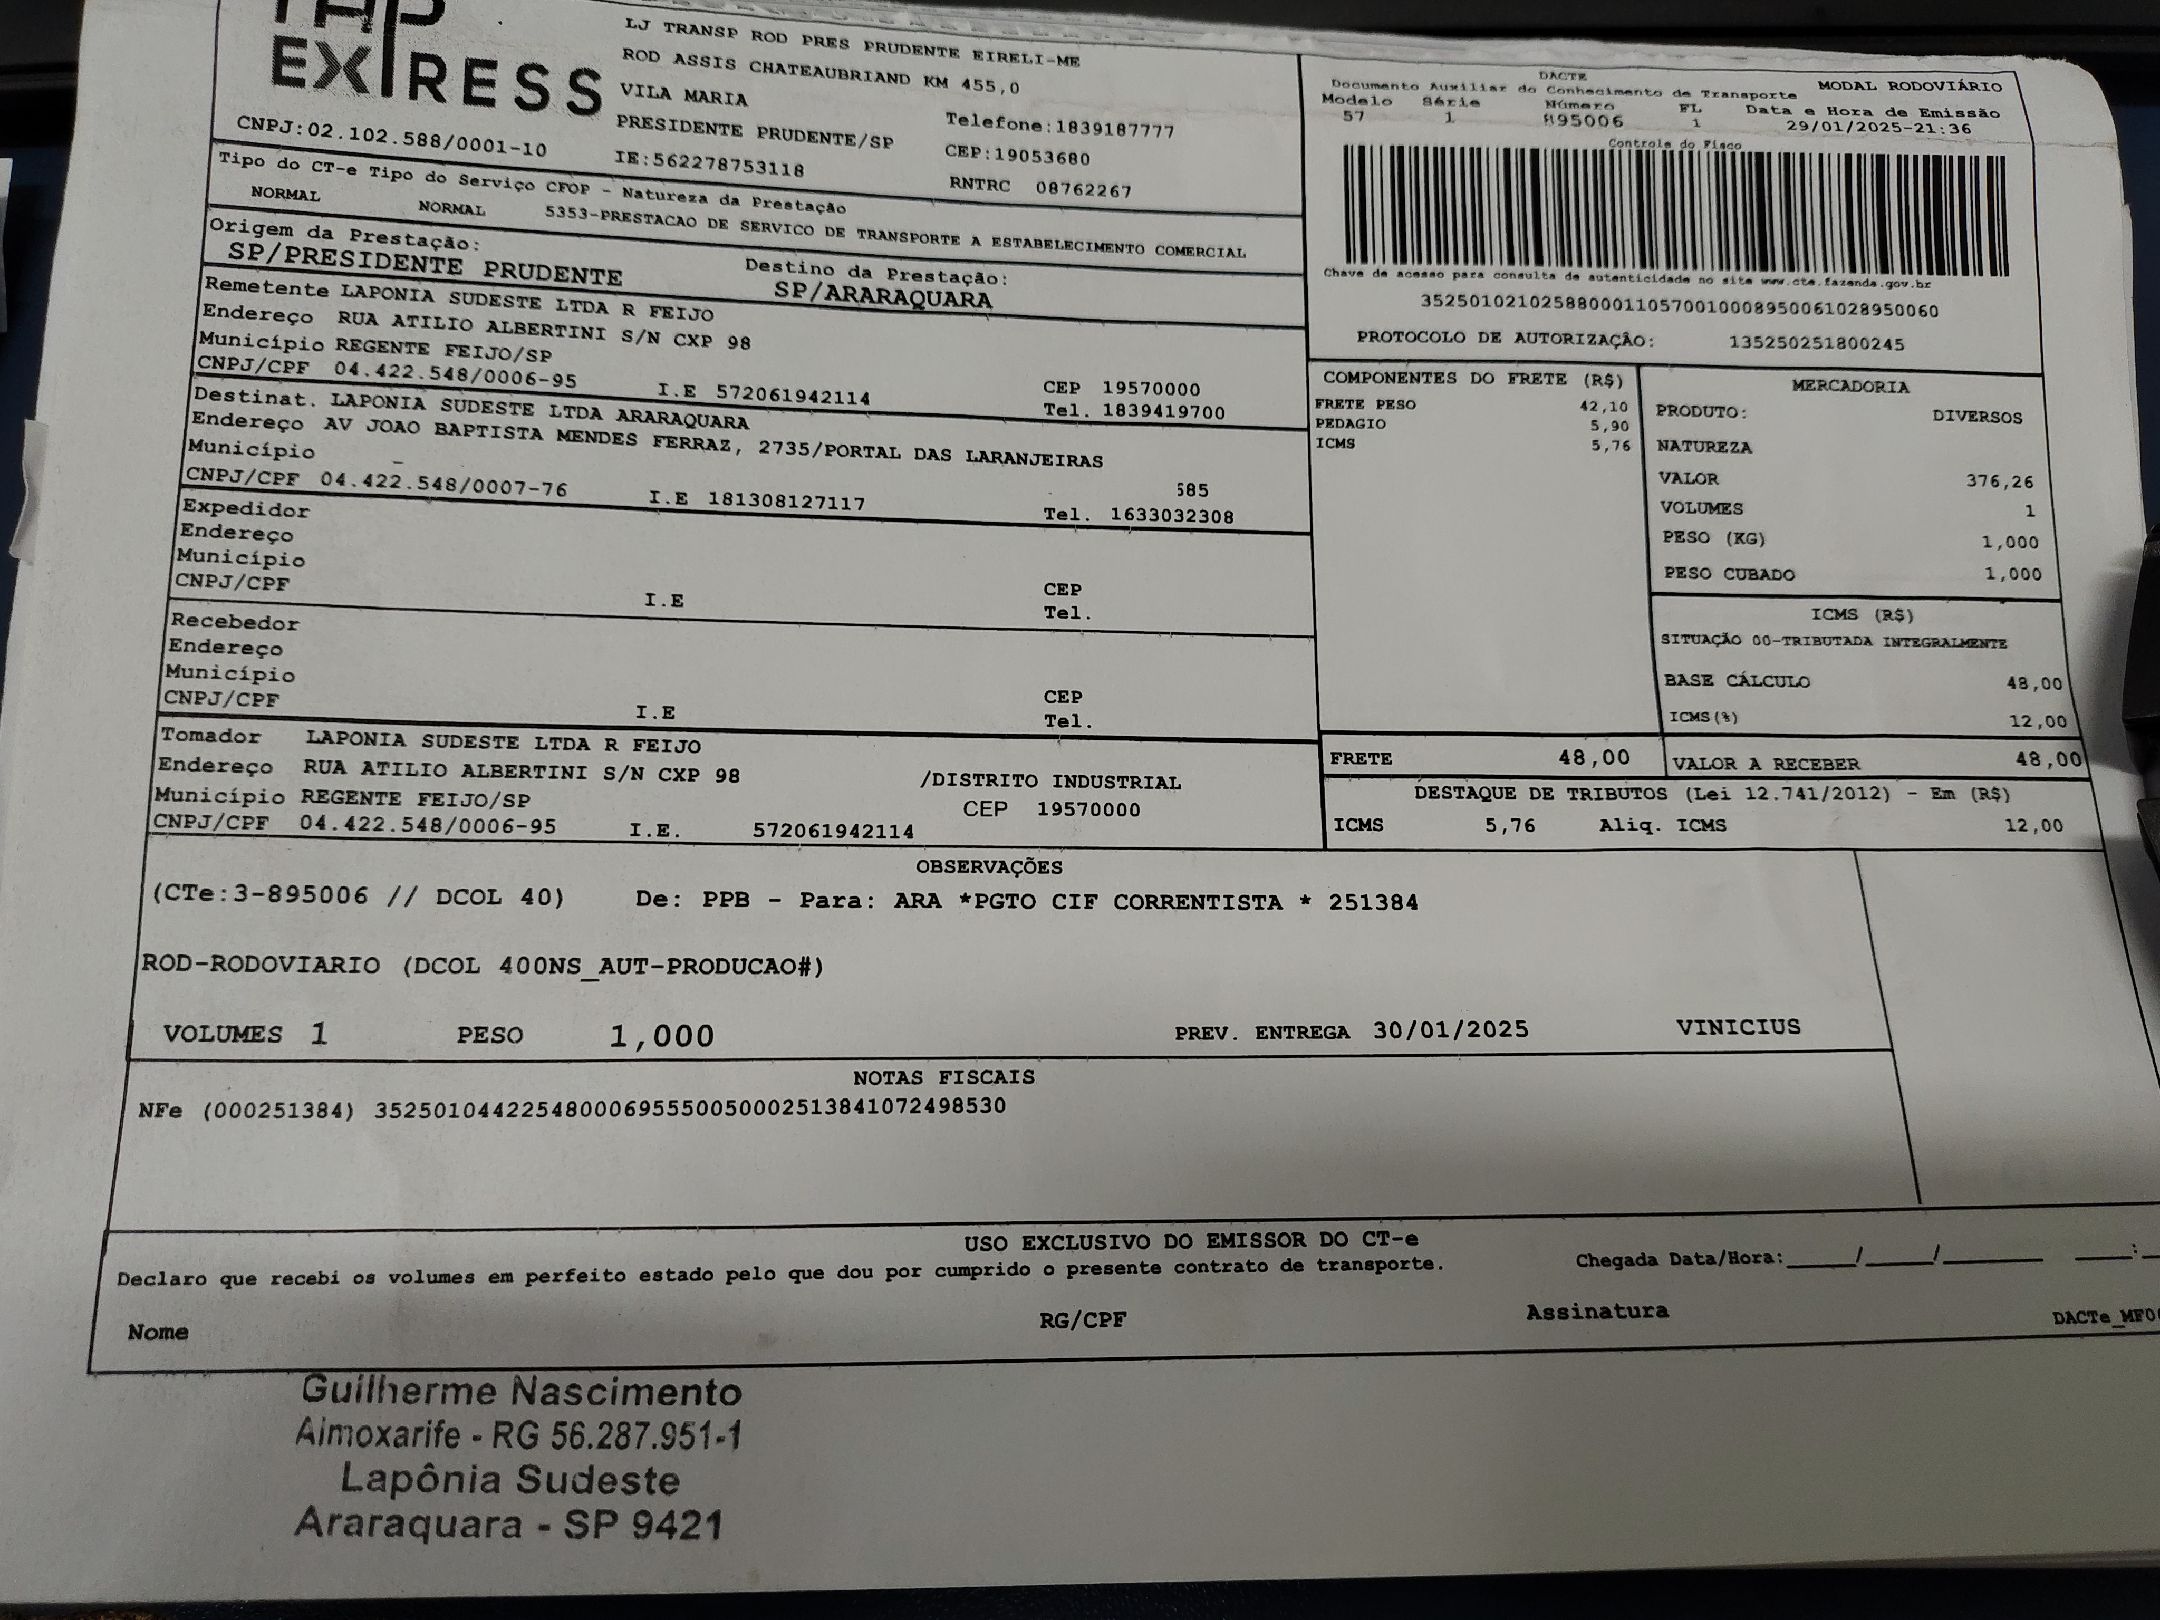 EXPRESS
LJ TRANSP ROD PRES PRUDENTE EIRELI-ME
ROD ASSIS CHATEAUBRIAND KM 455,0
VILA MARIA
PRESIDENTE PRUDENTE/SP
Telefone:1839187777
CNPJ:02.102.588/0001-10
IE:562278753118
CEP:19053680
RNTRC 08762267
DACTE
Documento Auxiliar do Conhecimento de Transporte
MODAL RODOVIÁRIO
Modelo Série Número FL Data e Hora de Emissão
57 1 895006 1 29/01/2025-21:36
Controle do Fisco
Chave de acesso para consulta de autenticidade no site www.cte.fazenda.gov.br
35250102102588000110570010008950061028950060
PROTOCOLO DE AUTORIZAÇÃO: 135250251800245
Tipo do CT-e Tipo do Serviço CFOP - Natureza da Prestação
NORMAL NORMAL 5353-PRESTACAO DE SERVICO DE TRANSPORTE A ESTABELECIMENTO COMERCIAL
Origem da Prestação:
SP/PRESIDENTE PRUDENTE
Destino da Prestação:
SP/ARARAQUARA
Remetente LAPONIA SUDESTE LTDA R FEIJO
Endereço RUA ATILIO ALBERTINI S/N CXP 98
Município REGENTE FEIJO/SP
CEP 19570000
CNPJ/CPF 04.422.548/0006-95 I.E 572061942114 Tel. 1839419700
Destinat. LAPONIA SUDESTE LTDA ARARAQUARA
Endereço AV JOAO BAPTISTA MENDES FERRAZ, 2735/PORTAL DAS LARANJEIRAS
Município
585
CNPJ/CPF 04.422.548/0007-76 I.E 181308127117 Tel. 1633032308
Expedidor
Endereço
Município
CEP
CNPJ/CPF I.E Tel.
Recebedor
Endereço
Município
CEP
CNPJ/CPF I.E Tel.
Tomador LAPONIA SUDESTE LTDA R FEIJO
Endereço RUA ATILIO ALBERTINI S/N CXP 98 /DISTRITO INDUSTRIAL
Município REGENTE FEIJO/SP CEP 19570000
CNPJ/CPF 04.422.548/0006-95 I.E. 572061942114
COMPONENTES DO FRETE (R$)
FRETE PESO 42,10
PEDAGIO 5,90
ICMS 5,76
MERCADORIA
PRODUTO: DIVERSOS
NATUREZA
VALOR 376,26
VOLUMES 1
PESO (KG) 1,000
PESO CUBADO 1,000
ICMS (R$)
SITUAÇÃO 00-TRIBUTADA INTEGRALMENTE
BASE CÁLCULO 48,00
ICMS(%) 12,00
FRETE 48,00 VALOR A RECEBER 48,00
DESTAQUE DE TRIBUTOS (Lei 12.741/2012) - Em (R$)
ICMS 5,76 Aliq. ICMS 12,00
OBSERVAÇÕES
(CTe:3-895006 // DCOL 40) De: PPB - Para: ARA *PGTO CIF CORRENTISTA * 251384
ROD-RODOVIARIO (DCOL 400NS_AUT-PRODUCAO#)
VOLUMES 1 PESO 1,000 PREV. ENTREGA 30/01/2025 VINICIUS
NOTAS FISCAIS
NFe (000251384) 35250104422548000695550050002513841072498530
USO EXCLUSIVO DO EMISSOR DO CT-e
Declaro que recebi os volumes em perfeito estado pelo que dou por cumprido o presente contrato de transporte.
Chegada Data/Hora:____/____/______ ___:
Nome RG/CPF Assinatura
Guilherme Nascimento
Almoxarife - RG 56.287.951-1
Lapônia Sudeste
Araraquara - SP 9421